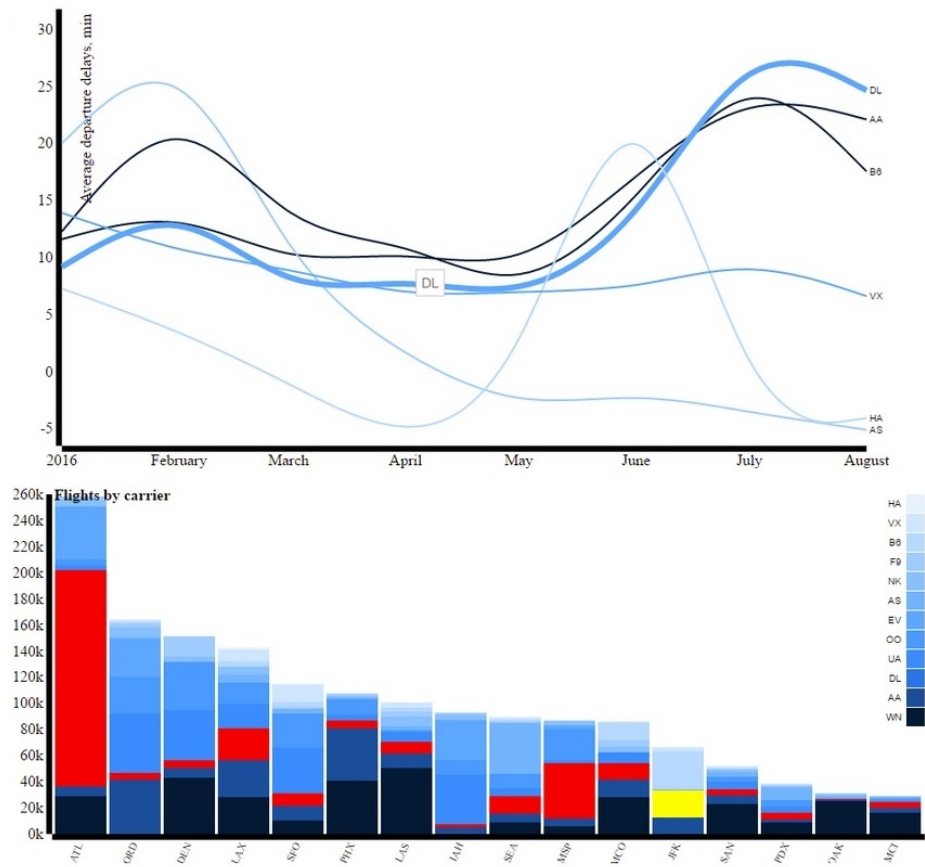 30
Average departure delays, min
25
DL
20
AA
B6
15
10
DL
VX
5
0
HA
-5
AS
2016 February March April May June July August
260k Flights by carrier
HA
240k
VX
220k
B6
F9
200k
NK
180k
AS
160k
EV
OO
140k
UA
120k
DL
100k
AA
WN
80k
60k
40k
20k
0k
ATL ORD DEN LAX SFO PHX LAS IAH SEA MSP MCO JFK SAN PDX OAK MCI